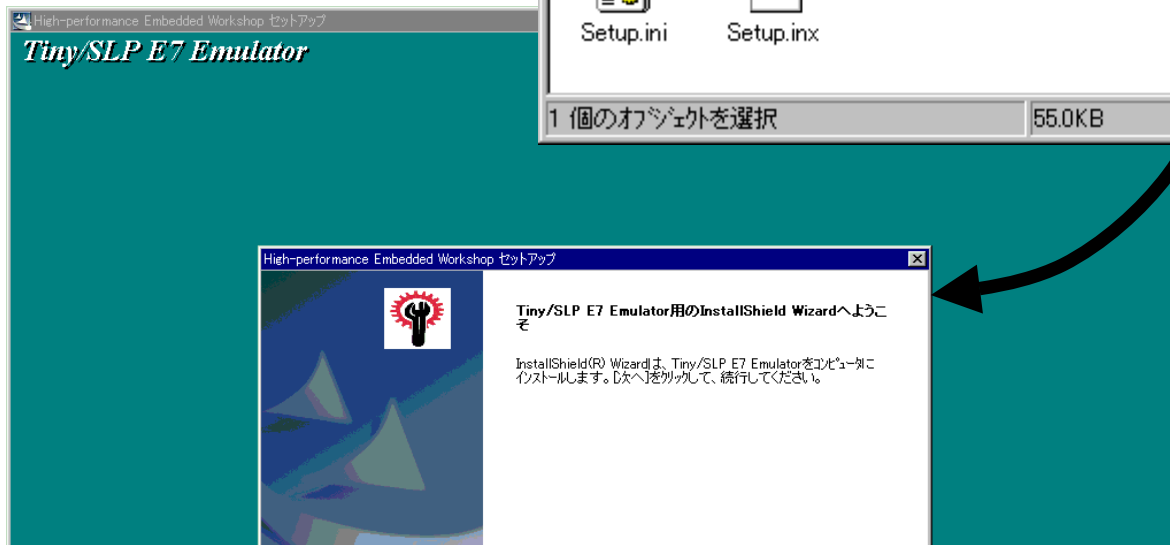 High-performance Embedded Workshop セットアップ
Tiny/SLP E7 Emulator
Setup.ini
Setup.inx
1 個のオブジェクトを選択
55.0KB
High-performance Embedded Workshop セットアップ
Tiny/SLP E7 Emulator用のInstallShield Wizardへようこ
そ
InstallShield(R) Wizardは、Tiny/SLP E7 Emulatorをコンピュータに
インストールします。[次へ]をクリックして、続行してください。